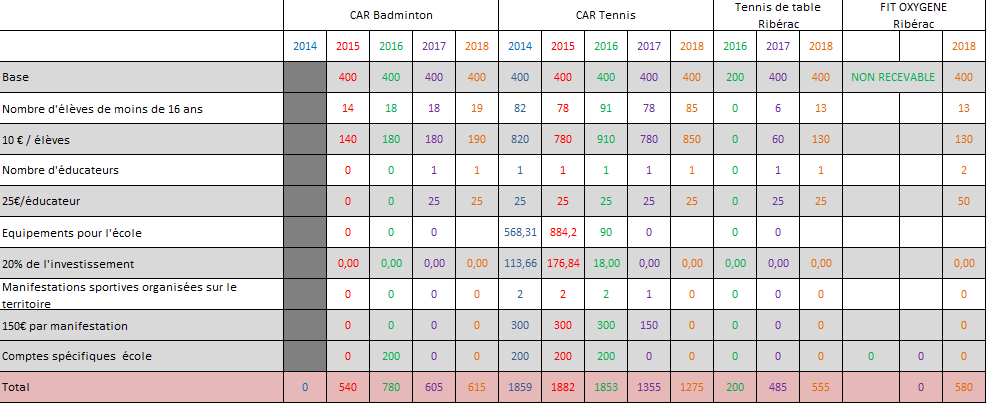 CAR Badminton CAR Tennis Tennis de table Ribérac FIT OXYGENE Ribérac
2014 2015 2016 2017 2018 2014 2015 2016 2017 2018 2016 2017 2018 2018
Base 400 400 400 400 400 400 400 400 400 200 400 400 NON RECEVABLE 400
Nombre d'élèves de moins de 16 ans 14 18 18 19 82 78 91 78 85 0 6 13 13
10 € / élèves 140 180 180 190 820 780 910 780 850 0 60 130 130
Nombre d'éducateurs 0 0 1 1 1 1 1 1 1 0 1 1 2
25€/éducateur 0 0 25 25 25 25 25 25 25 0 25 25 50
Equipements pour l'école 0 0 0 568,31 884,2 90 0 0 0
20% de l'investissement 0,00 0,00 0,00 0,00 113,66 176,84 18,00 0,00 0,00 0,00 0,00 0,00 0,00
Manifestations sportives organisées sur le
territoire 0 0 0 0 2 2 2 1 0 0 0 0 0
150€ par manifestation 0 0 0 0 300 300 300 150 0 0 0 0 0
Comptes spécifiques école 0 200 0 0 200 200 200 0 0 0 0 0 0 0 0
Total 0 540 780 605 615 1859 1882 1853 1355 1275 200 485 555 0 580